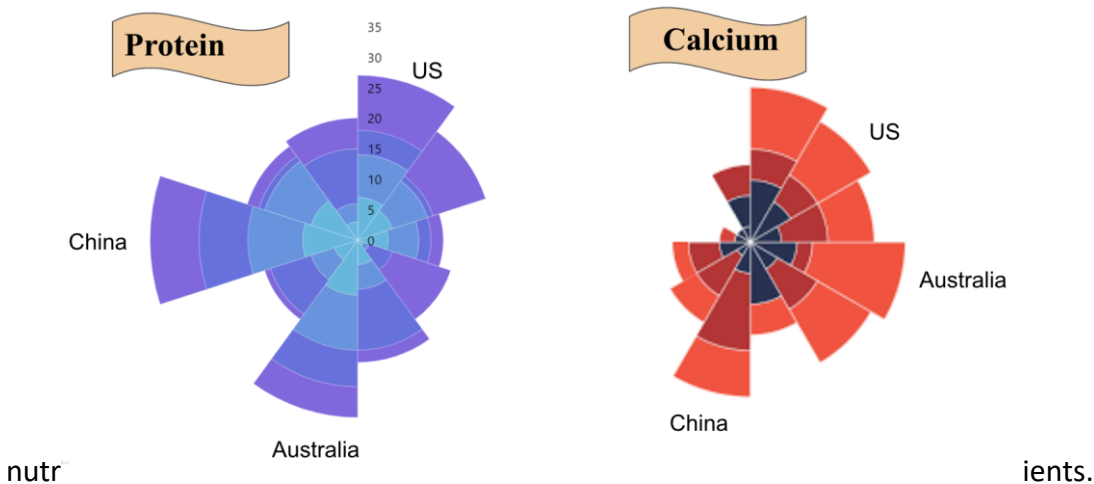 Protein
Calcium
35
30
US
25
20
15
10
5
0
US
China
Australia
China
Australia
nutr
ients.